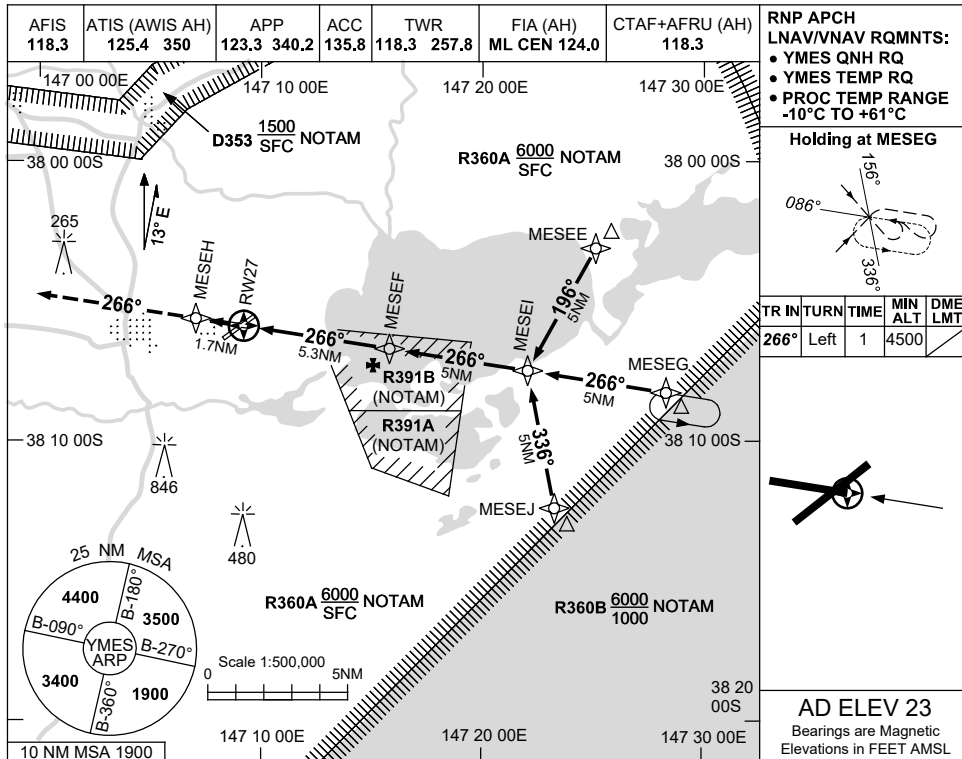 AFIS
118.3
ATIS (AWIS AH)
125.4 350
APP
123.3 340.2
ACC
135.8
TWR
118.3 257.8
FIA (AH)
ML CEN 124.0
CTAF+AFRU (AH)
118.3
RNP APCH
LNAV/VNAV RQMNTS:
• YMES QNH RQ
• YMES TEMP RQ
• PROC TEMP RANGE
-10°C TO +61°C
Holding at MESEG
156°
086°
336°
TR IN TURN TIME MIN ALT DME LMT
266° Left 1 4500
147 00 00E
147 10 00E
147 20 00E
147 30 00E
D353 1500 SFC NOTAM
R360A 6000 SFC NOTAM
38 00 00S
38 00 00S
13° E
265
MESEE
MESEH
RW27
MESEF
MESEI
196°
5NM
266°
1.7NM
266°
5.3NM
266°
5NM
MESEG
266°
5NM
R391B
(NOTAM)
R391A
(NOTAM)
336°
5NM
38 10 00S
38 10 00S
846
480
MESEJ
25 NM MSA
4400
B-180°
3500
B-090°
YMES
ARP
B-270°
3400
B-360°
1900
10 NM MSA 1900
R360A 6000 SFC NOTAM
R360B 6000 1000 NOTAM
Scale 1:500,000
0 5NM
38 20
00S
147 10 00E
147 20 00E
147 30 00E
AD ELEV 23
Bearings are Magnetic
Elevations in FEET AMSL